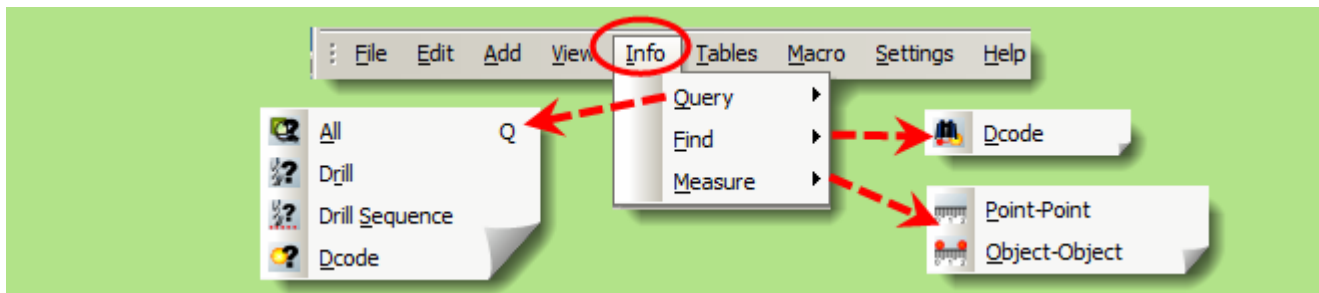 File Edit Add View Info Tables Macro Settings Help
Query
Find
Measure
All Q
Drill
Drill Sequence
Dcode
Dcode
Point-Point
Object-Object